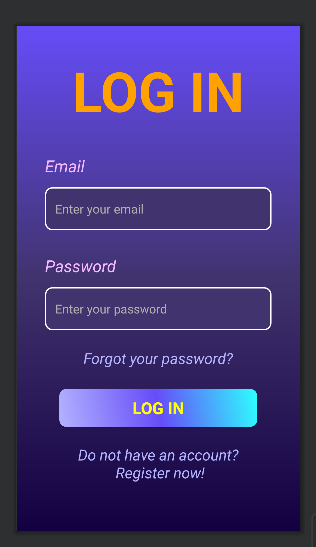 LOG IN
Email
Enter your email
Password
Enter your password
Forgot your password?
LOG IN
Do not have an account?
Register now!